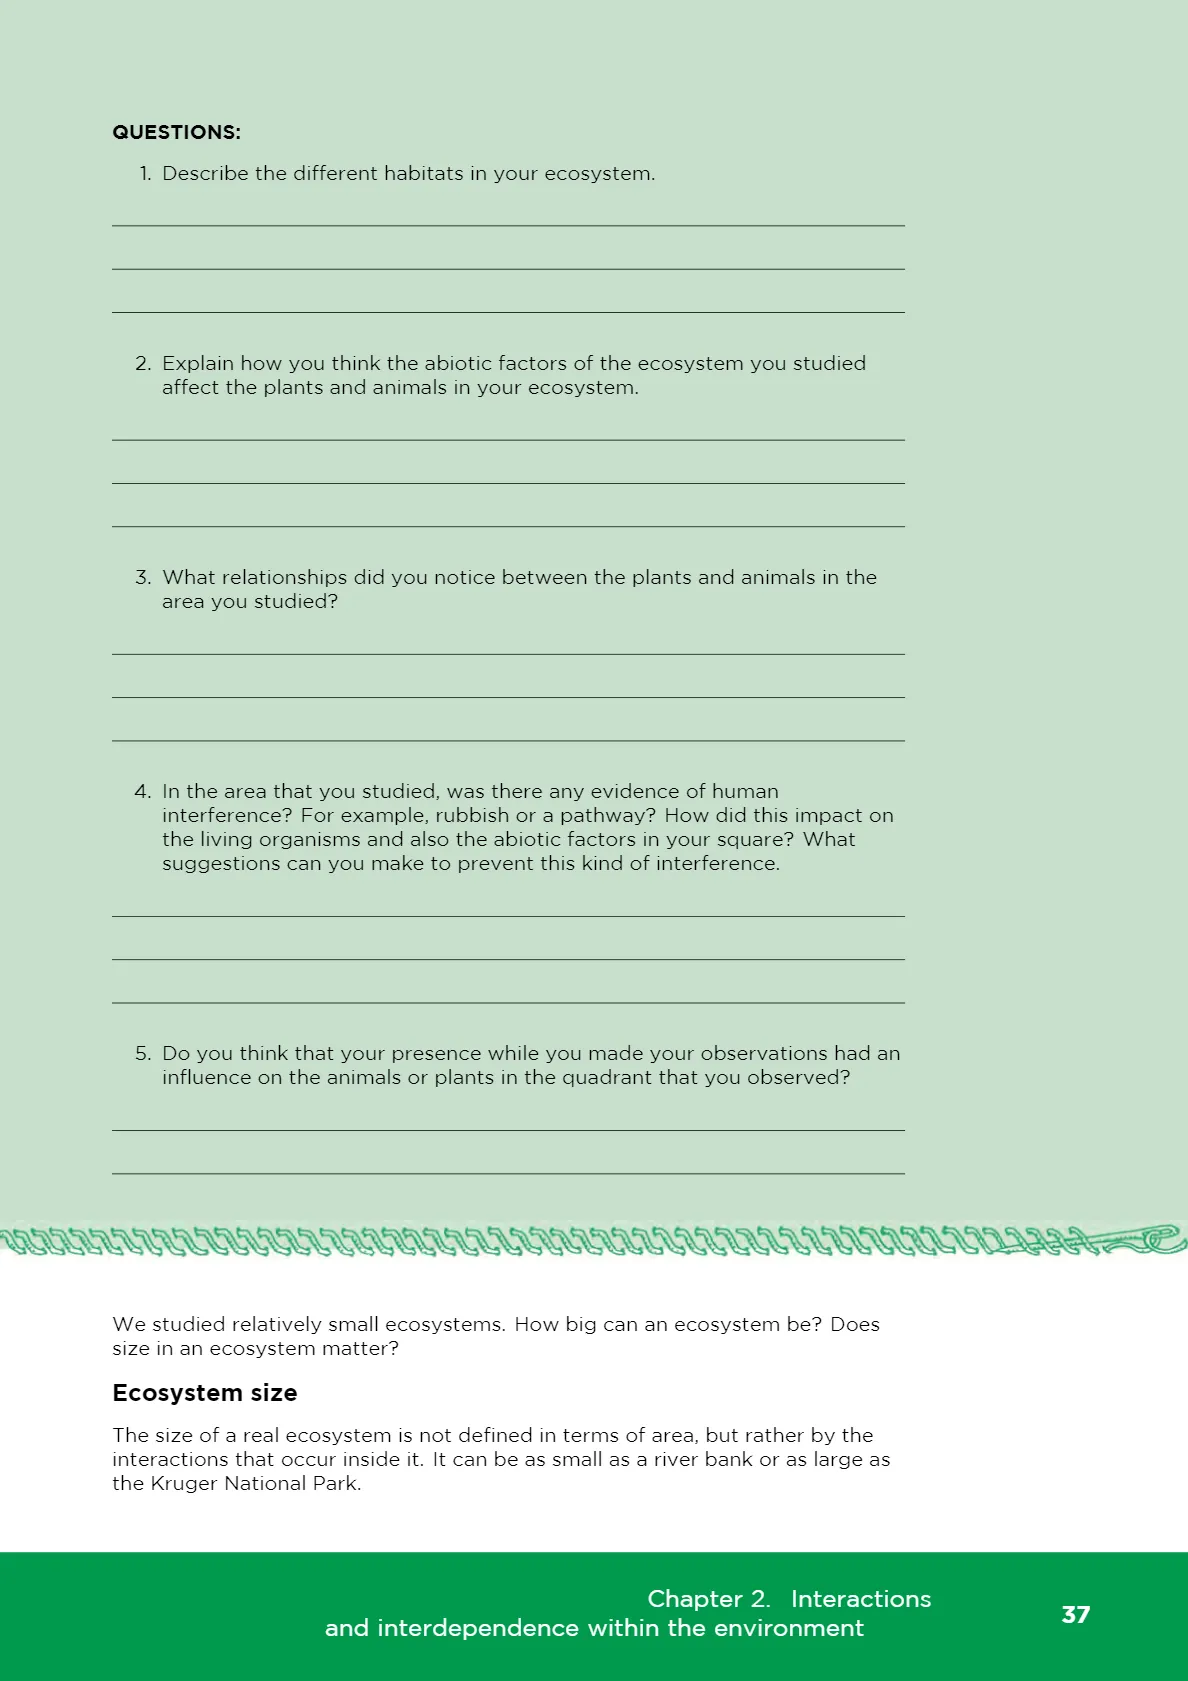 QUESTIONS:
1. Describe the different habitats in your ecosystem.
2. Explain how you think the abiotic factors of the ecosystem you studied
affect the plants and animals in your ecosystem.
3. What relationships did you notice between the plants and animals in the
area you studied?
4. In the area that you studied, was there any evidence of human
interference? For example, rubbish or a pathway? How did this impact on
the living organisms and also the abiotic factors in your square? What
suggestions can you make to prevent this kind of interference.
5. Do you think that your presence while you made your observations had an
influence on the animals or plants in the quadrant that you observed?
We studied relatively small ecosystems. How big can an ecosystem be? Does
size in an ecosystem matter?
Ecosystem size
The size of a real ecosystem is not defined in terms of area, but rather by the
interactions that occur inside it. It can be as small as a river bank or as large as
the Kruger National Park.
Chapter 2. Interactions
and interdependence within the environment
37